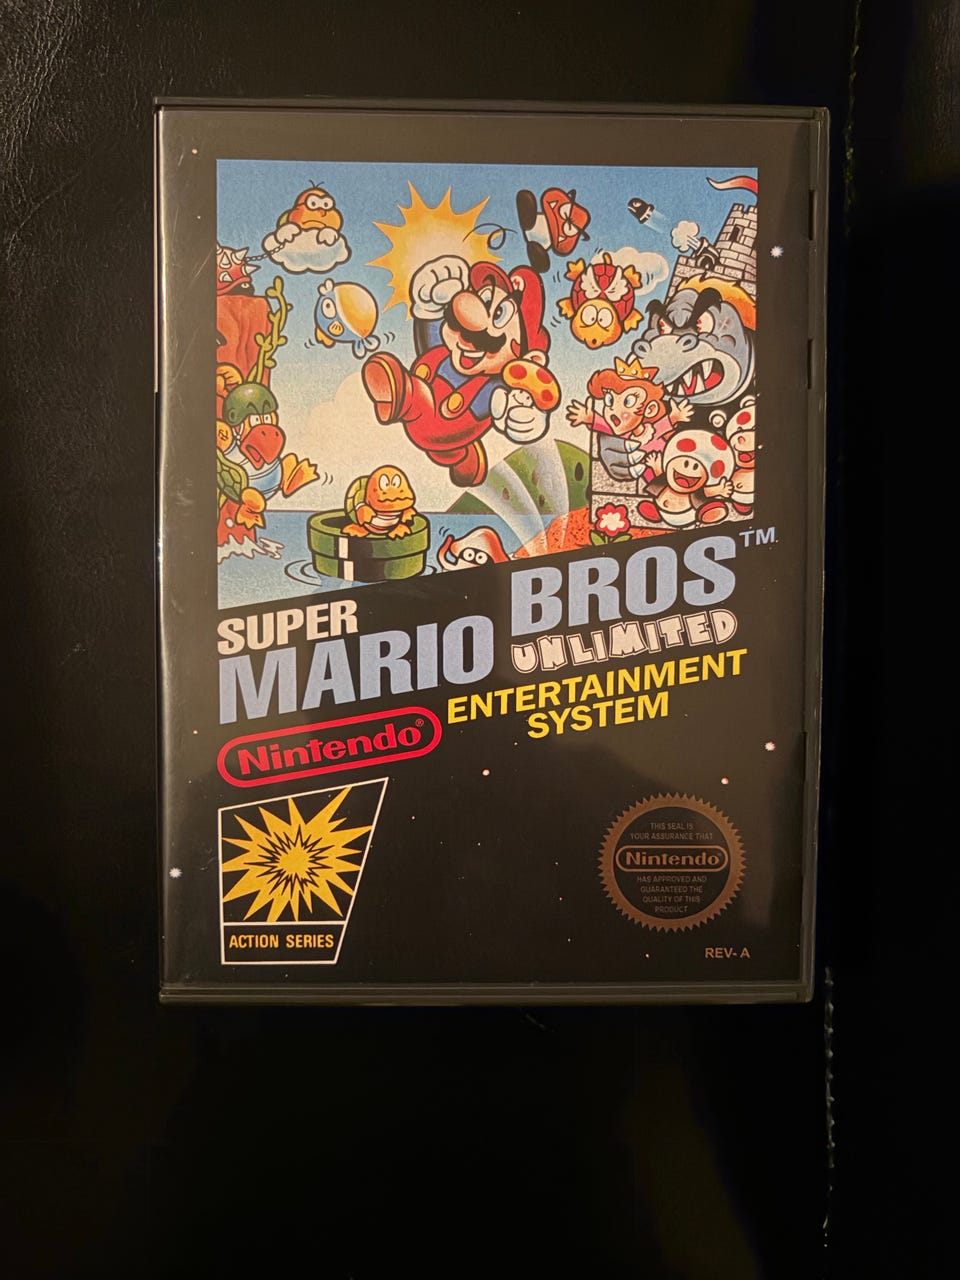 SUPER
MARIO BROS™
UNLIMITED
Nintendo®
ENTERTAINMENT
SYSTEM
ACTION SERIES
THIS SEAL IS
YOUR ASSURANCE THAT
Nintendo®
HAS APPROVED AND
GUARANTEED THE
QUALITY OF THIS
PRODUCT
REV- A